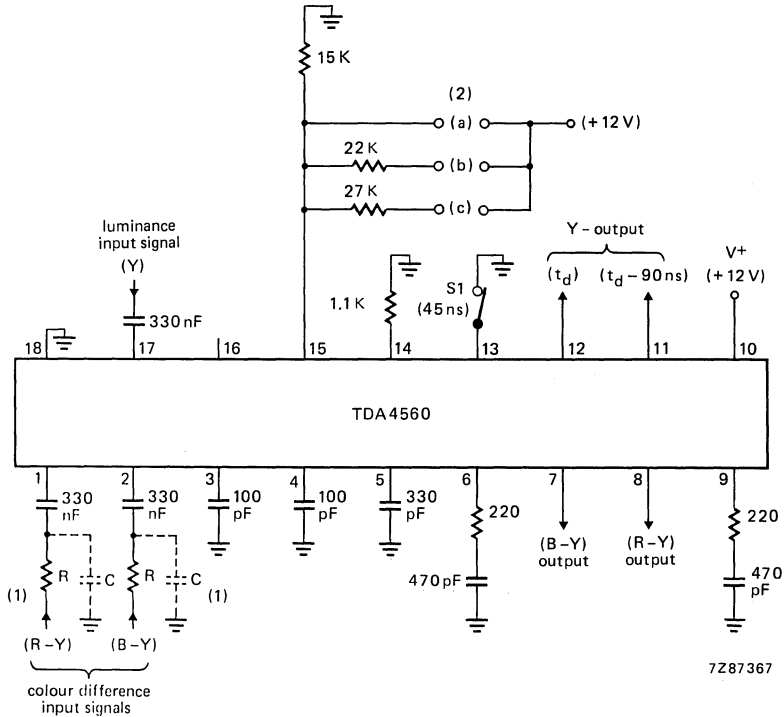 15 K
(2)
(a)
(+ 12 V)
22 K
(b)
27 K
(c)
luminance
input signal
(Y)
Y - output
(td)
(td - 90 ns)
V+
(+ 12 V)
S1
(45 ns)
1.1 K
330 nF
18
17
16
15
14
13
12
11
10
TDA4560
1
2
3
4
5
6
7
8
9
330
nF
330
nF
100
pF
100
pF
330
pF
220
(B-Y)
output
(R-Y)
output
220
R
C
R
C
(1)
(1)
470 pF
470
pF
(R-Y)
(B-Y)
colour difference
input signals
7Z87367